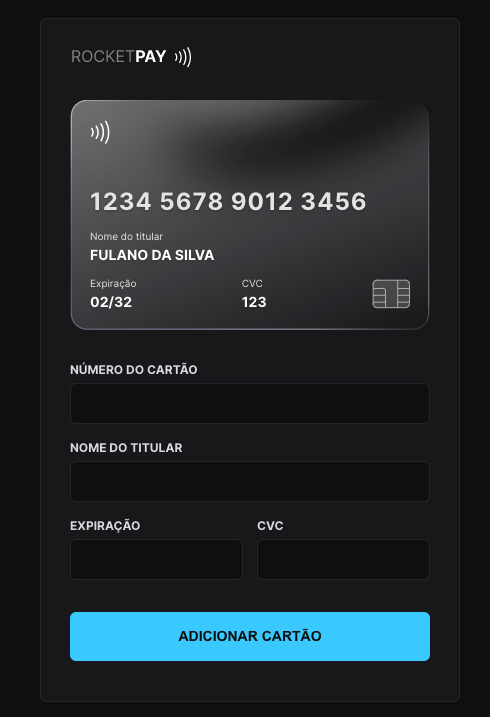 ROCKETPAY
1234 5678 9012 3456
Nome do titular
FULANO DA SILVA
Expiração CVC
02/32 123
NÚMERO DO CARTÃO
NOME DO TITULAR
EXPIRAÇÃO CVC
ADICIONAR CARTÃO